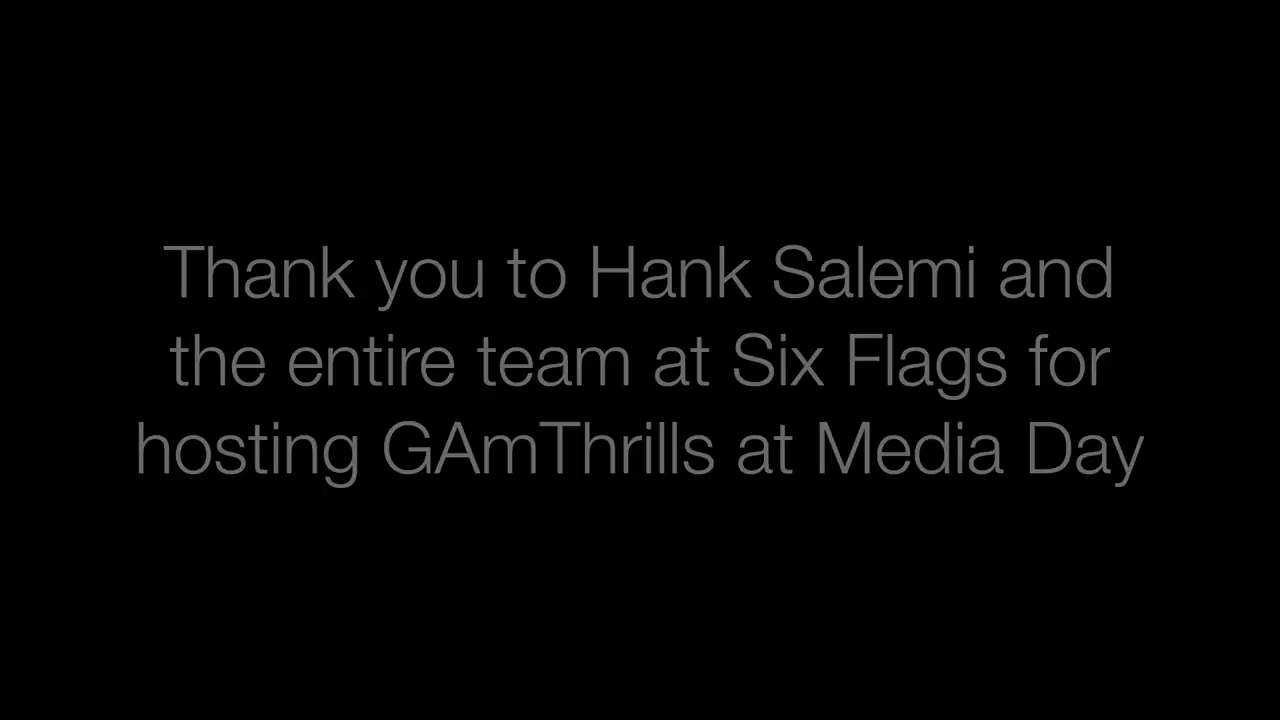 Thank you to Hank Salemi and
the entire team at Six Flags for
hosting GAmThrills at Media Day